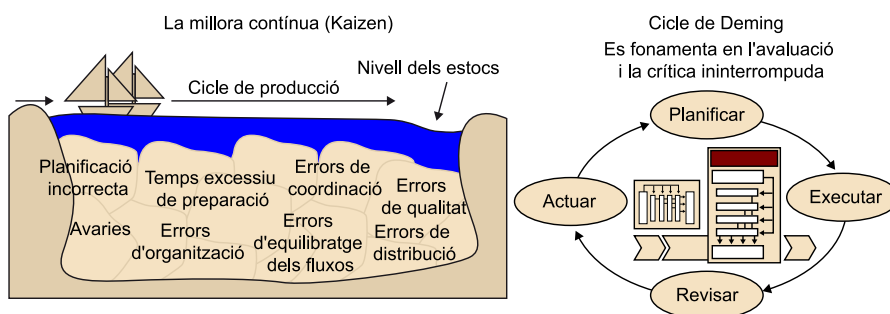 La millora contínua (Kaizen)
Nivell dels estocs
Cicle de producció
Planificació
incorrecta
Temps excessiu
de preparació
Errors de
coordinació
Errors
de qualitat
Avaries
Errors
d'organització
Errors
d'equilibratge
dels fluxos
Errors de
distribució
Cicle de Deming
Es fonamenta en l'avaluació
i la crítica ininterrompuda
Planificar
Actuar
Executar
Revisar